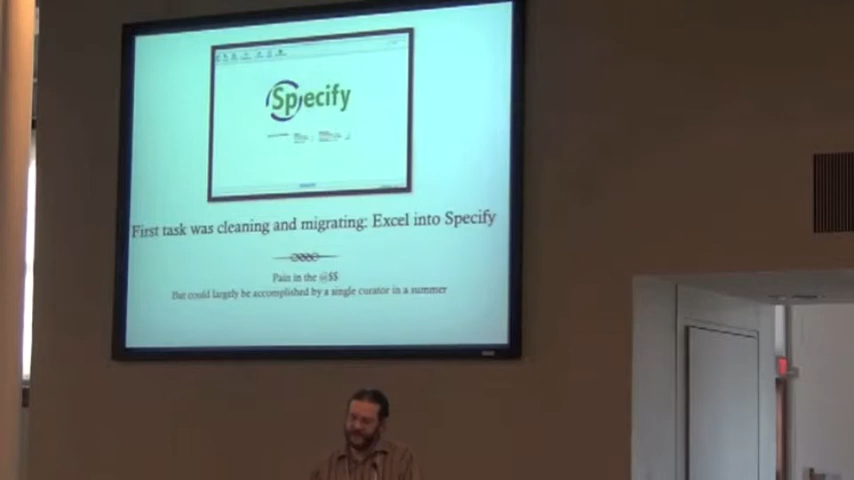 Specify
First task was cleaning and migrating: Excel into Specify
Pain in the @$$
But could largely be accomplished by a single curator in a summer